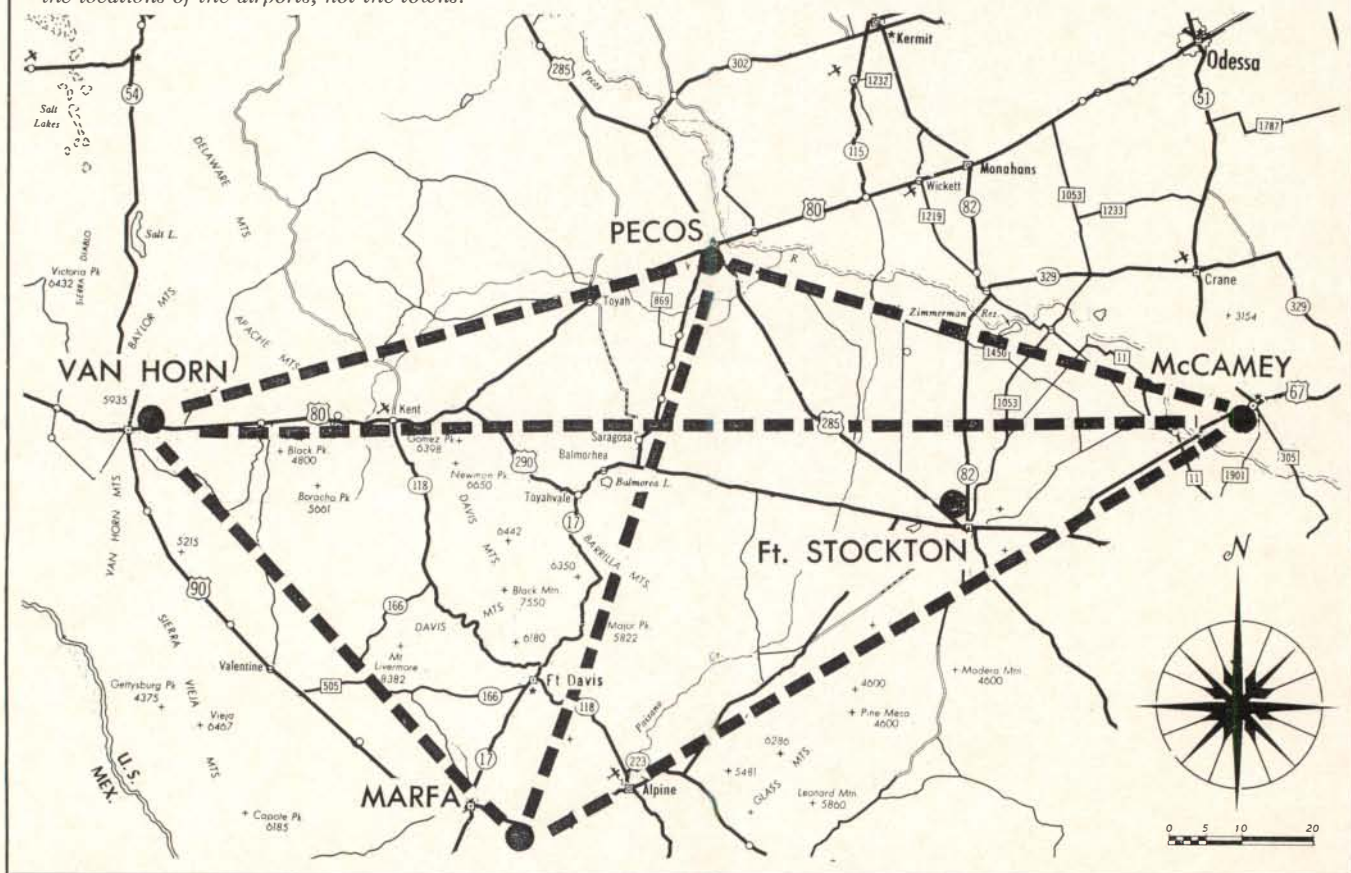 the locations of the airports, not the towns.
Kermit
285
Pecos
302
1232
Odessa
54
Salt
Lakes
51
1787
DELAWARE
MTS
115
Monahans
Wickett
80
1219
82
1053
1233
PECOS
Salt L.
SIERRA DIABLO
Victoria Pk
6432
BAYLOR MTS.
R
329
Crane
Toyah
869
Zimmerman Res.
3154
329
APACHE MTS.
1450
11
VAN HORN
McCAMEY
5935
67
80
Kent
1053
285
Gomez Pk
6398
Saragosa
Balmorhea
Black Pk.
4800
290
Newman Pk.
6650
305
118
Balmorea L.
82
11
1901
Boracho Pk
5661
Toyahvale
DAVIS
MTS.
17
VAN HORN MTS.
5215
6442
BARRILLA MTS.
Ft. STOCKTON
N
6350
90
Black Mtn.
7550
166
MTS.
DAVIS
SIERRA
VIEJA
MTS
6180
Major Pk.
5822
Mt
Livermore
8382
Cr.
Valentine
Madera Mtn.
4600
Gettysburg Pk
4375
505
Ft Davis
4600
166
118
Paisano
Pine Mesa
4600
Vieja
6467
17
6286
223
5481
GLASS MTS.
U.S.
MEX.
MARFA
Alpine
Leonard Mtn.
5860
Capote Pk
6185
0 5 10 20